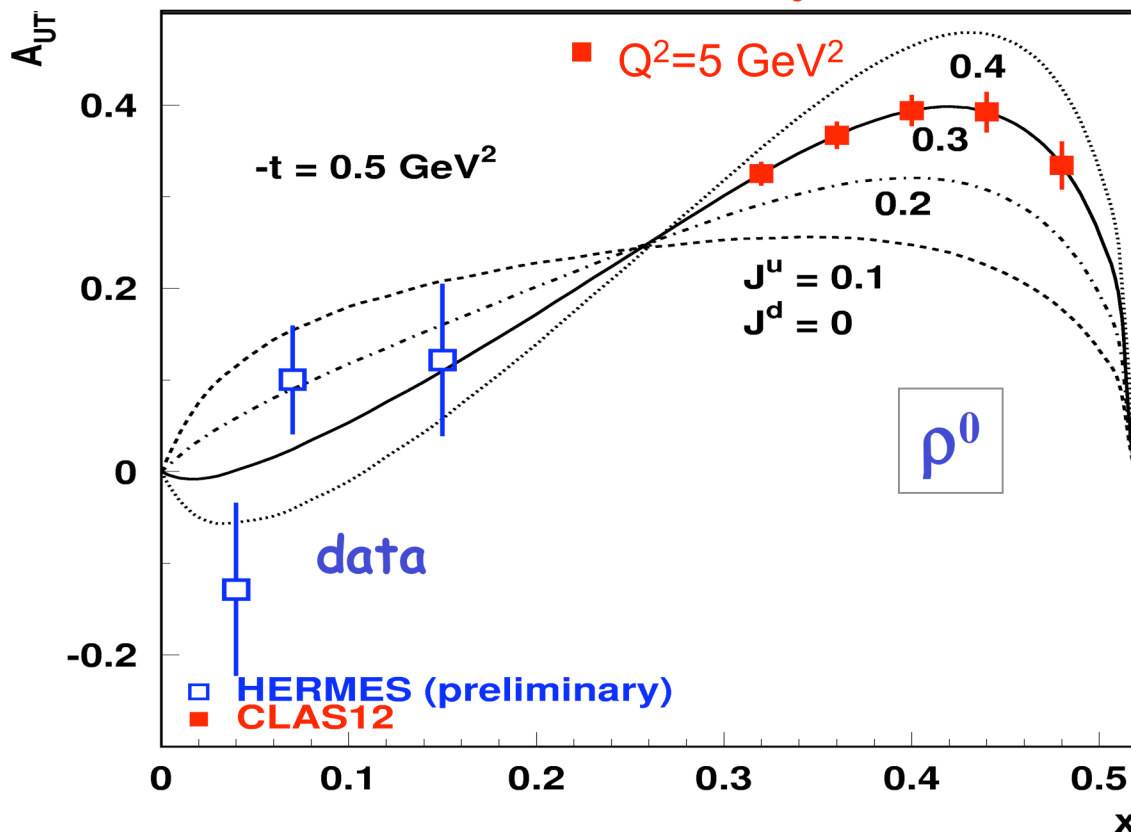 A_UT
Q²=5 GeV²
0.4
0.4
-t = 0.5 GeV²
0.3
0.2
0.2
J^u = 0.1
J^d = 0
ρ⁰
0
data
-0.2
HERMES (preliminary)
CLAS12
0 0.1 0.2 0.3 0.4 0.5
x